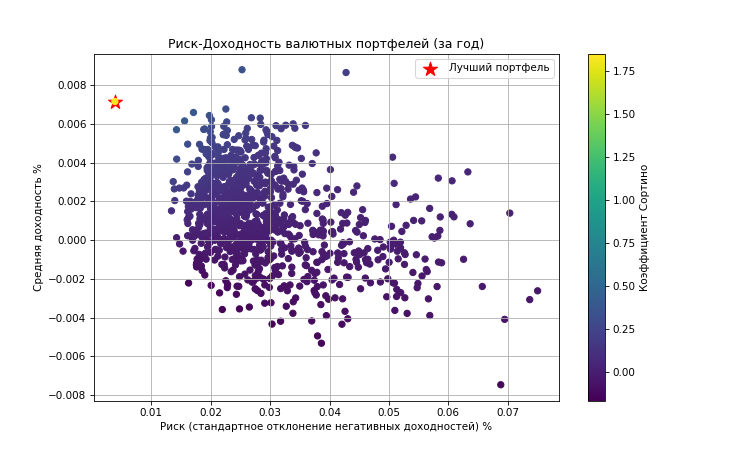 Риск-Доходность валютных портфелей (за год)
Лучший портфель
Средняя доходность %
0.008
0.006
0.004
0.002
0.000
−0.002
−0.004
−0.006
−0.008
0.01 0.02 0.03 0.04 0.05 0.06 0.07
Риск (стандартное отклонение негативных доходностей) %
1.75
1.50
1.25
1.00
0.75
0.50
0.25
0.00
Коэффициент Сортино